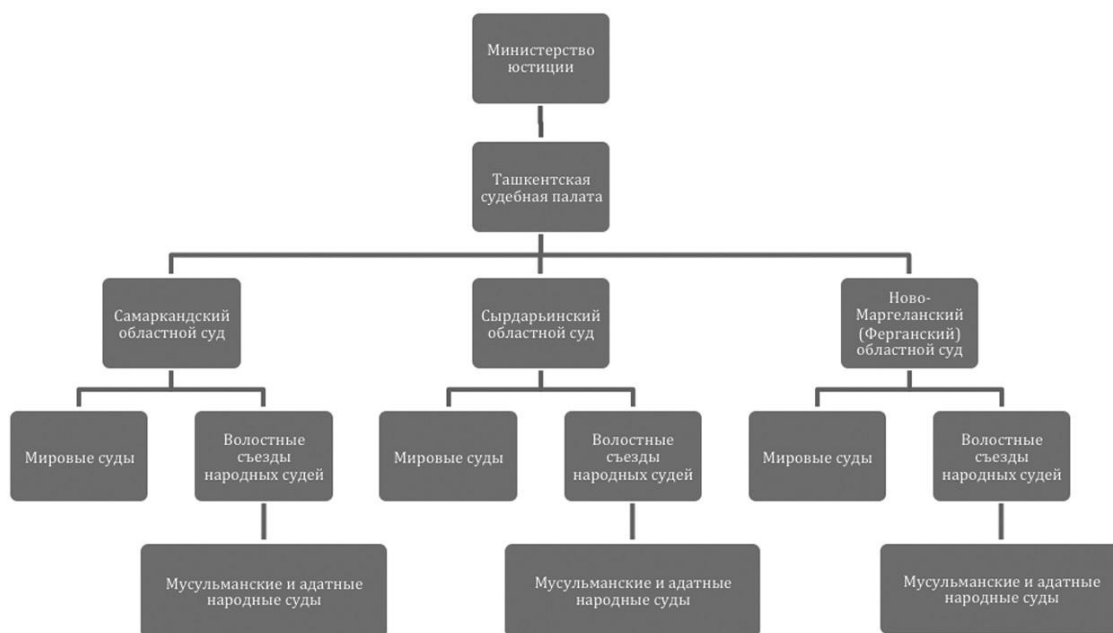 Министерство
юстиции
Ташкентская
судебная палата
Самаркандский
областной суд
Сырдарьинский
областной суд
Ново-
Маргеланский
(Ферганский)
областной суд
Мировые суды
Волостные
съезды
народных судей
Мировые суды
Волостные
съезды
народных судей
Мировые суды
Волостные
съезды
народных судей
Мусульманские и адатные
народные суды
Мусульманские и адатные
народные суды
Мусульманские и адатные
народные суды